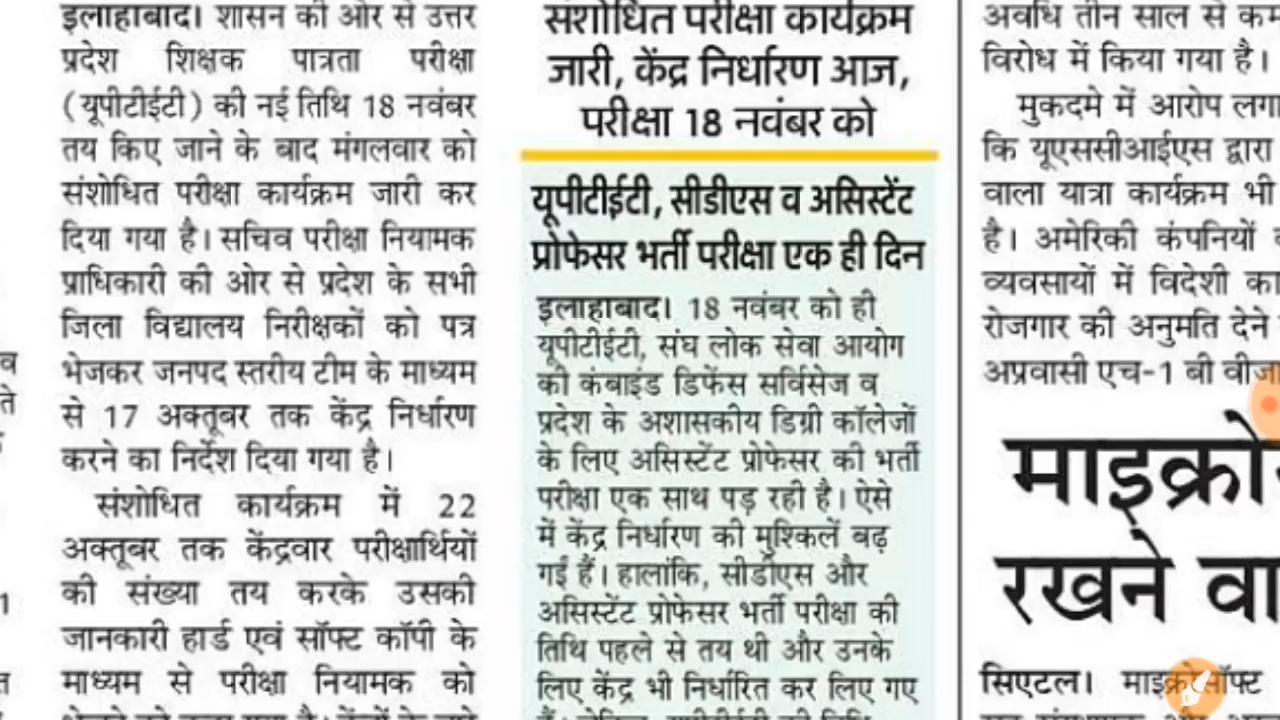 इलाहाबाद। शासन की ओर से उत्तर
प्रदेश शिक्षक पात्रता परीक्षा
(यूपीटीईटी) की नई तिथि 18 नवंबर
तय किए जाने के बाद मंगलवार को
संशोधित परीक्षा कार्यक्रम जारी कर
दिया गया है। सचिव परीक्षा नियामक
प्राधिकारी की ओर से प्रदेश के सभी
जिला विद्यालय निरीक्षकों को पत्र
भेजकर जनपद स्तरीय टीम के माध्यम
से 17 अक्तूबर तक केंद्र निर्धारण
करने का निर्देश दिया गया है।
संशोधित कार्यक्रम में 22
अक्तूबर तक केंद्रवार परीक्षार्थियों
की संख्या तय करके उसकी
जानकारी हार्ड एवं सॉफ्ट कॉपी के
माध्यम से परीक्षा नियामक को
संशोधित परीक्षा कार्यक्रम
जारी, केंद्र निर्धारण आज,
परीक्षा 18 नवंबर को
यूपीटीईटी, सीडीएस व असिस्टेंट
प्रोफेसर भर्ती परीक्षा एक ही दिन
इलाहाबाद। 18 नवंबर को ही
यूपीटीईटी, संघ लोक सेवा आयोग
की कंबाइंड डिफेंस सर्विसेज व
प्रदेश के अशासकीय डिग्री कॉलेजों
के लिए असिस्टेंट प्रोफेसर की भर्ती
परीक्षा एक साथ पड़ रही है। ऐसे
में केंद्र निर्धारण की मुश्किलें बढ़
गईं हैं। हालांकि, सीडीएस और
असिस्टेंट प्रोफेसर भर्ती परीक्षा की
तिथि पहले से तय थी और उनके
लिए केंद्र भी निर्धारित कर लिए गए
अवधि तीन साल से कम
विरोध में किया गया है।
मुकदमे में आरोप लगा
कि यूएससीआईएस द्वारा
वाला यात्रा कार्यक्रम भी
है। अमेरिकी कंपनियों
व्यवसायों में विदेशी का
रोजगार की अनुमति देने
अप्रवासी एच-1 बी वीजा
माइक्रो
रखने वा
सिएटल। माइक्रोसॉफ्ट